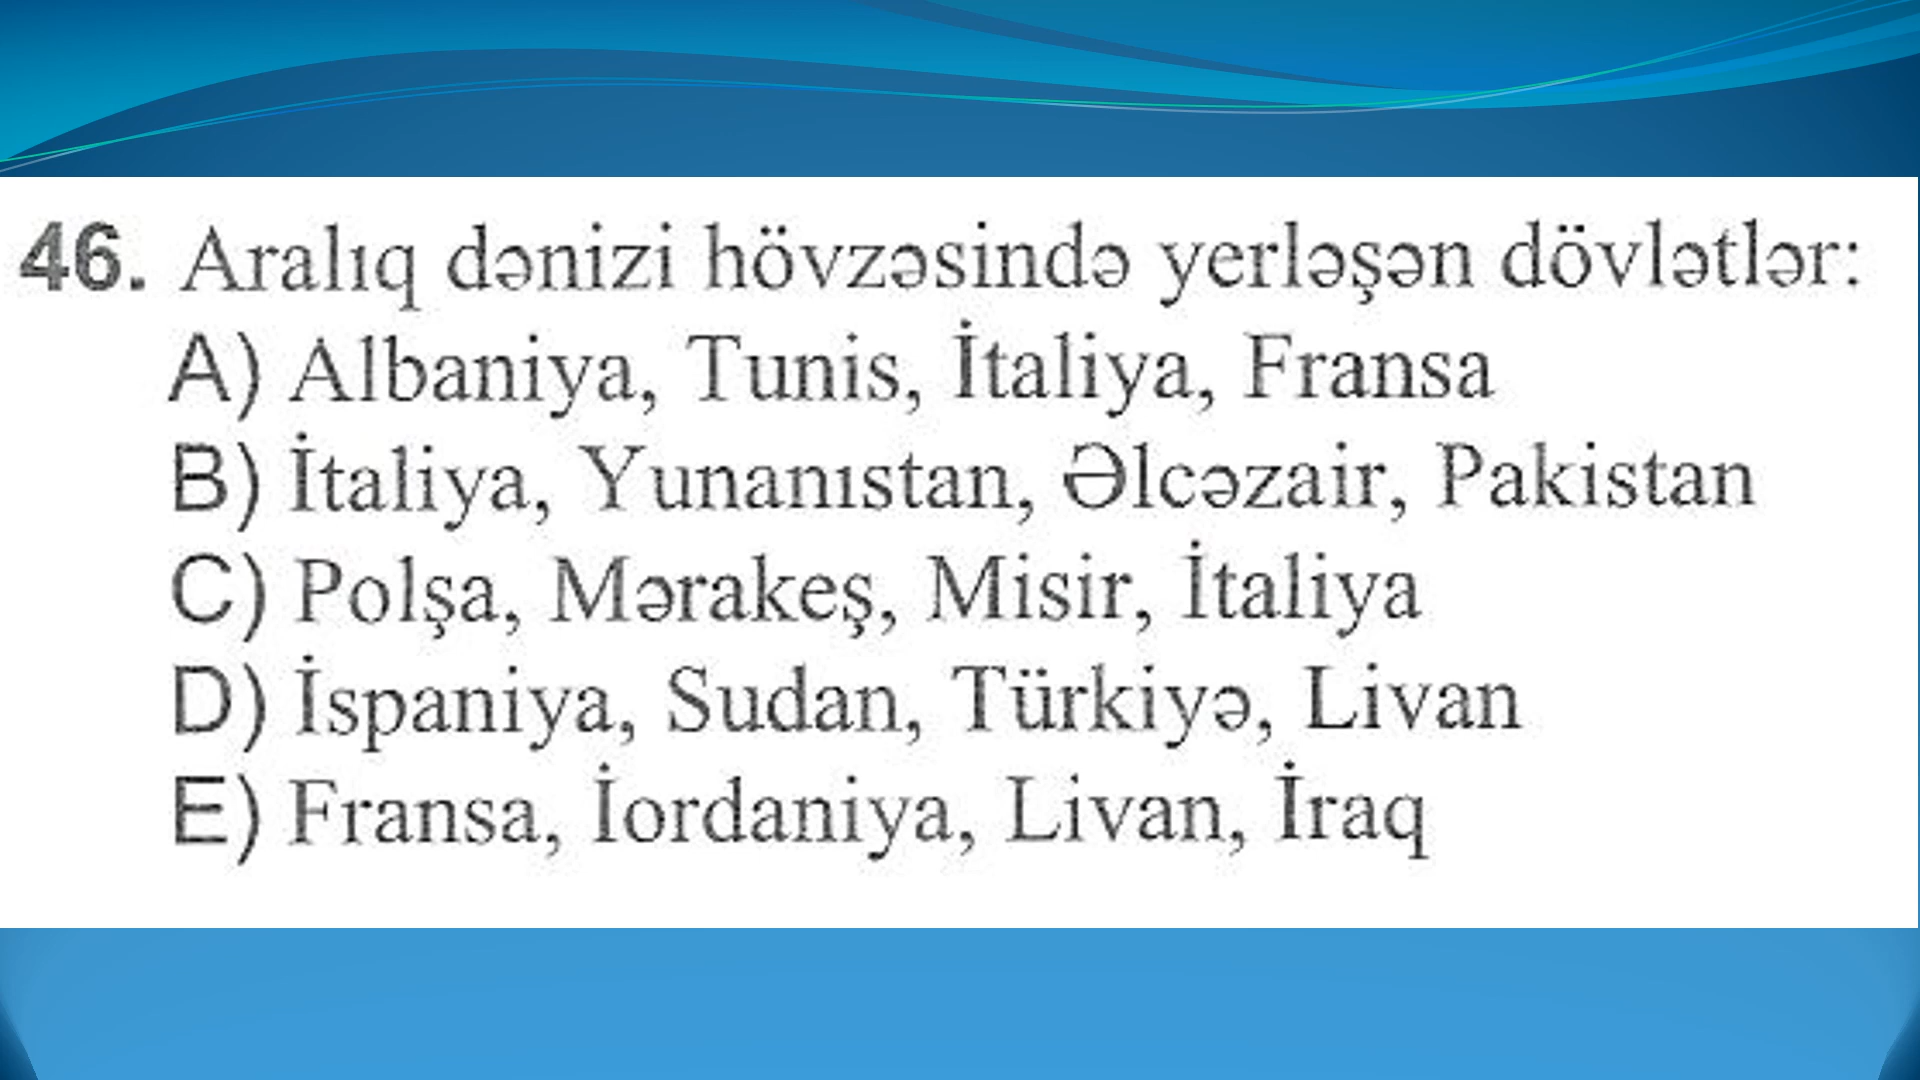 46. Aralıq dənizi hövzəsində yerləşən dövlətlər:
A) Albaniya, Tunis, İtaliya, Fransa
B) İtaliya, Yunanıstan, Əlcəzair, Pakistan
C) Polşa, Mərakeş, Misir, İtaliya
D) İspaniya, Sudan, Türkiyə, Livan
E) Fransa, İordaniya, Livan, İraq